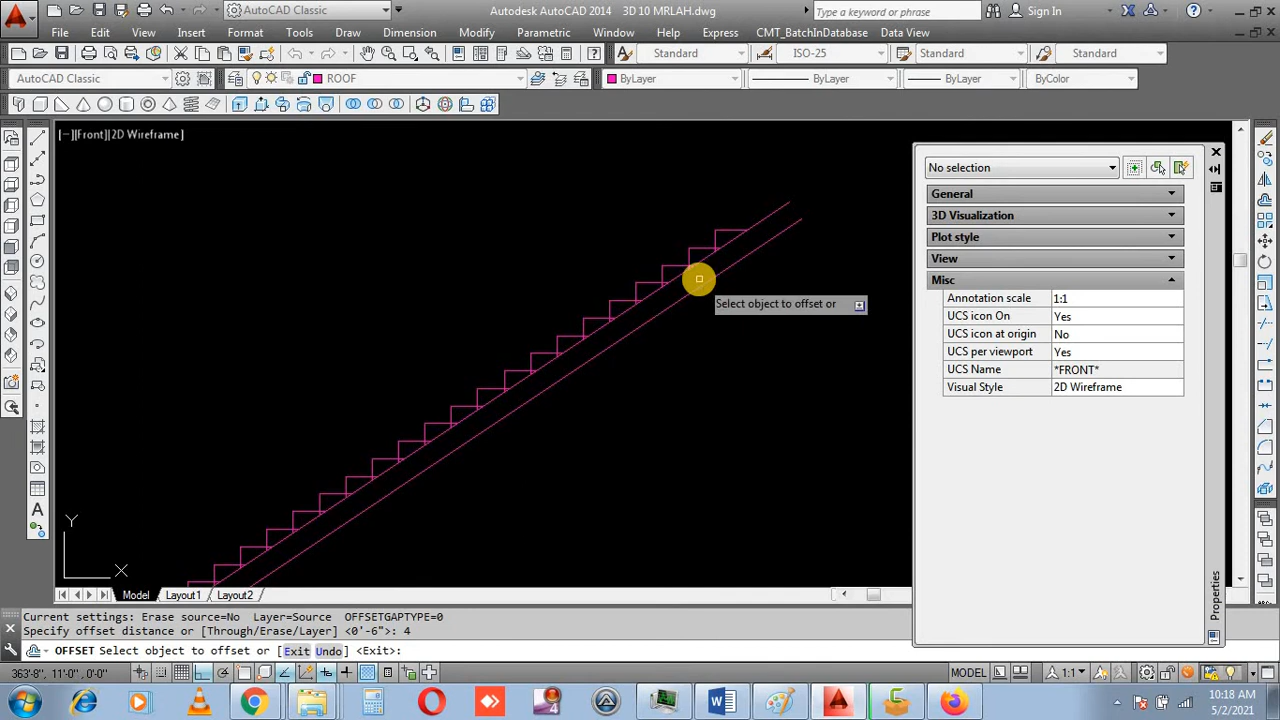 AutoCAD Classic
Autodesk AutoCAD 2014 3D 10 MRLAH.dwg
Type a keyword or phrase
Sign In
File Edit View Insert Format Tools Draw Dimension Modify Parametric Window Help Express CMT_BatchInDatabase Data View
Standard ISO-25 Standard Standard
AutoCAD Classic ROOF ByLayer ByLayer ByLayer ByColor
[−][Front][2D Wireframe]
No selection
General
3D Visualization
Plot style
View
Misc
Annotation scale 1:1
UCS icon On Yes
UCS icon at origin No
UCS per viewport Yes
UCS Name *FRONT*
Visual Style 2D Wireframe
Select object to offset or
Y
X
Properties
Model Layout1 Layout2
Current settings: Erase source=No Layer=Source OFFSETGAPTYPE=0
Specify offset distance or [Through/Erase/Layer] <0'-6">: 4
OFFSET Select object to offset or [Exit Undo] <Exit>:
363'-8", 11'-0", 0'-0"
MODEL
1:1
10:18 AM
5/2/2021